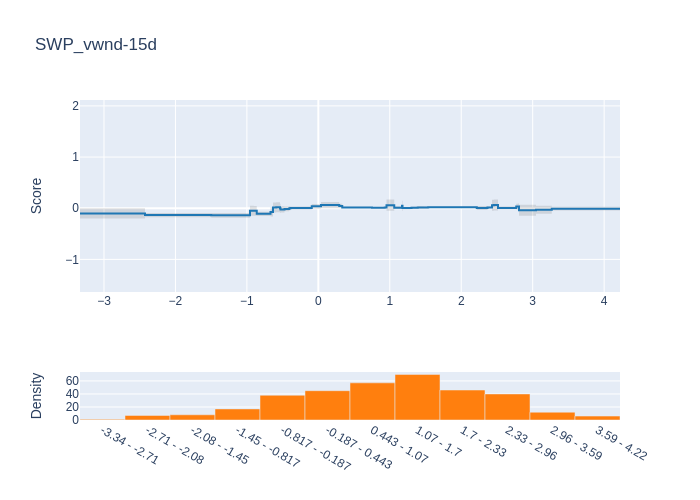 SWP_vwnd-15d
Score
2
1
0
−1
−3
−2
−1
0
1
2
3
4
Density
60
40
20
0
-3.34 - -2.71
-2.71 - -2.08
-2.08 - -1.45
-1.45 - -0.817
-0.817 - -0.187
-0.187 - 0.443
0.443 - 1.07
1.07 - 1.7
1.7 - 2.33
2.33 - 2.96
2.96 - 3.59
3.59 - 4.22